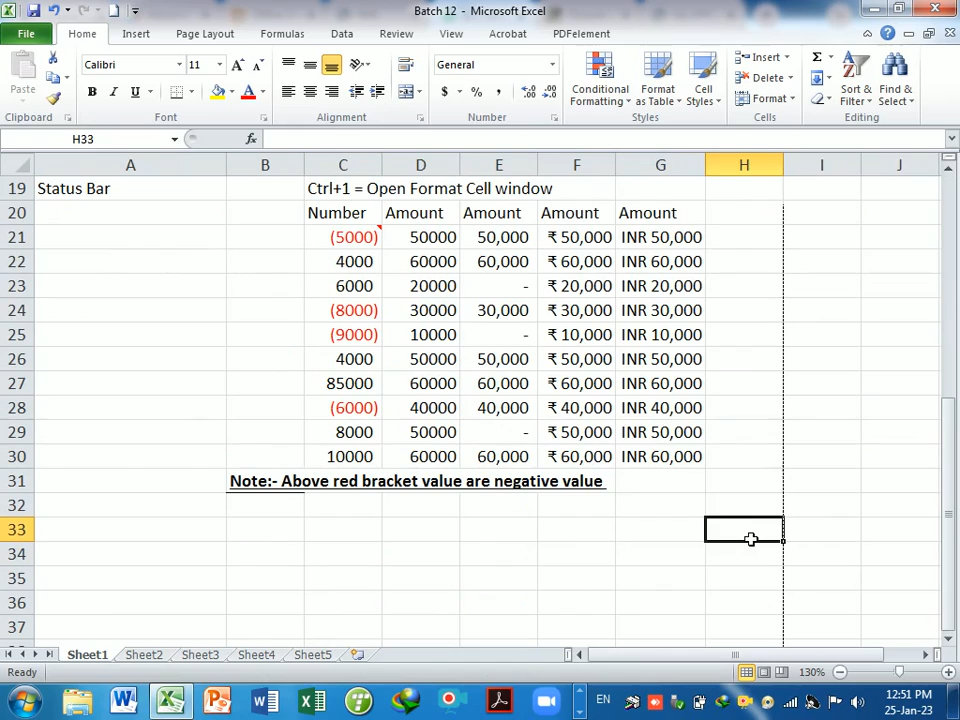 Batch 12 - Microsoft Excel
File Home Insert Page Layout Formulas Data Review View Acrobat PDFelement
Calibri 11 General Insert Σ
Paste B I U A $ % , Conditional Formatting Format as Table Cell Styles Delete Format Sort & Filter Find & Select
Clipboard Font Alignment Number Styles Cells Editing
H33 fx
A B C D E F G H I J
19 Status Bar Ctrl+1 = Open Format Cell window
20 Number Amount Amount Amount Amount
21 (5000) 50000 50,000 ₹ 50,000 INR 50,000
22 4000 60000 60,000 ₹ 60,000 INR 60,000
23 6000 20000 - ₹ 20,000 INR 20,000
24 (8000) 30000 30,000 ₹ 30,000 INR 30,000
25 (9000) 10000 - ₹ 10,000 INR 10,000
26 4000 50000 50,000 ₹ 50,000 INR 50,000
27 85000 60000 60,000 ₹ 60,000 INR 60,000
28 (6000) 40000 40,000 ₹ 40,000 INR 40,000
29 8000 50000 - ₹ 50,000 INR 50,000
30 10000 60000 60,000 ₹ 60,000 INR 60,000
31 Note:- Above red bracket value are negative value
32
33
34
35
36
37
Sheet1 Sheet2 Sheet3 Sheet4 Sheet5
Ready 130%
EN 12:51 PM
25-Jan-23